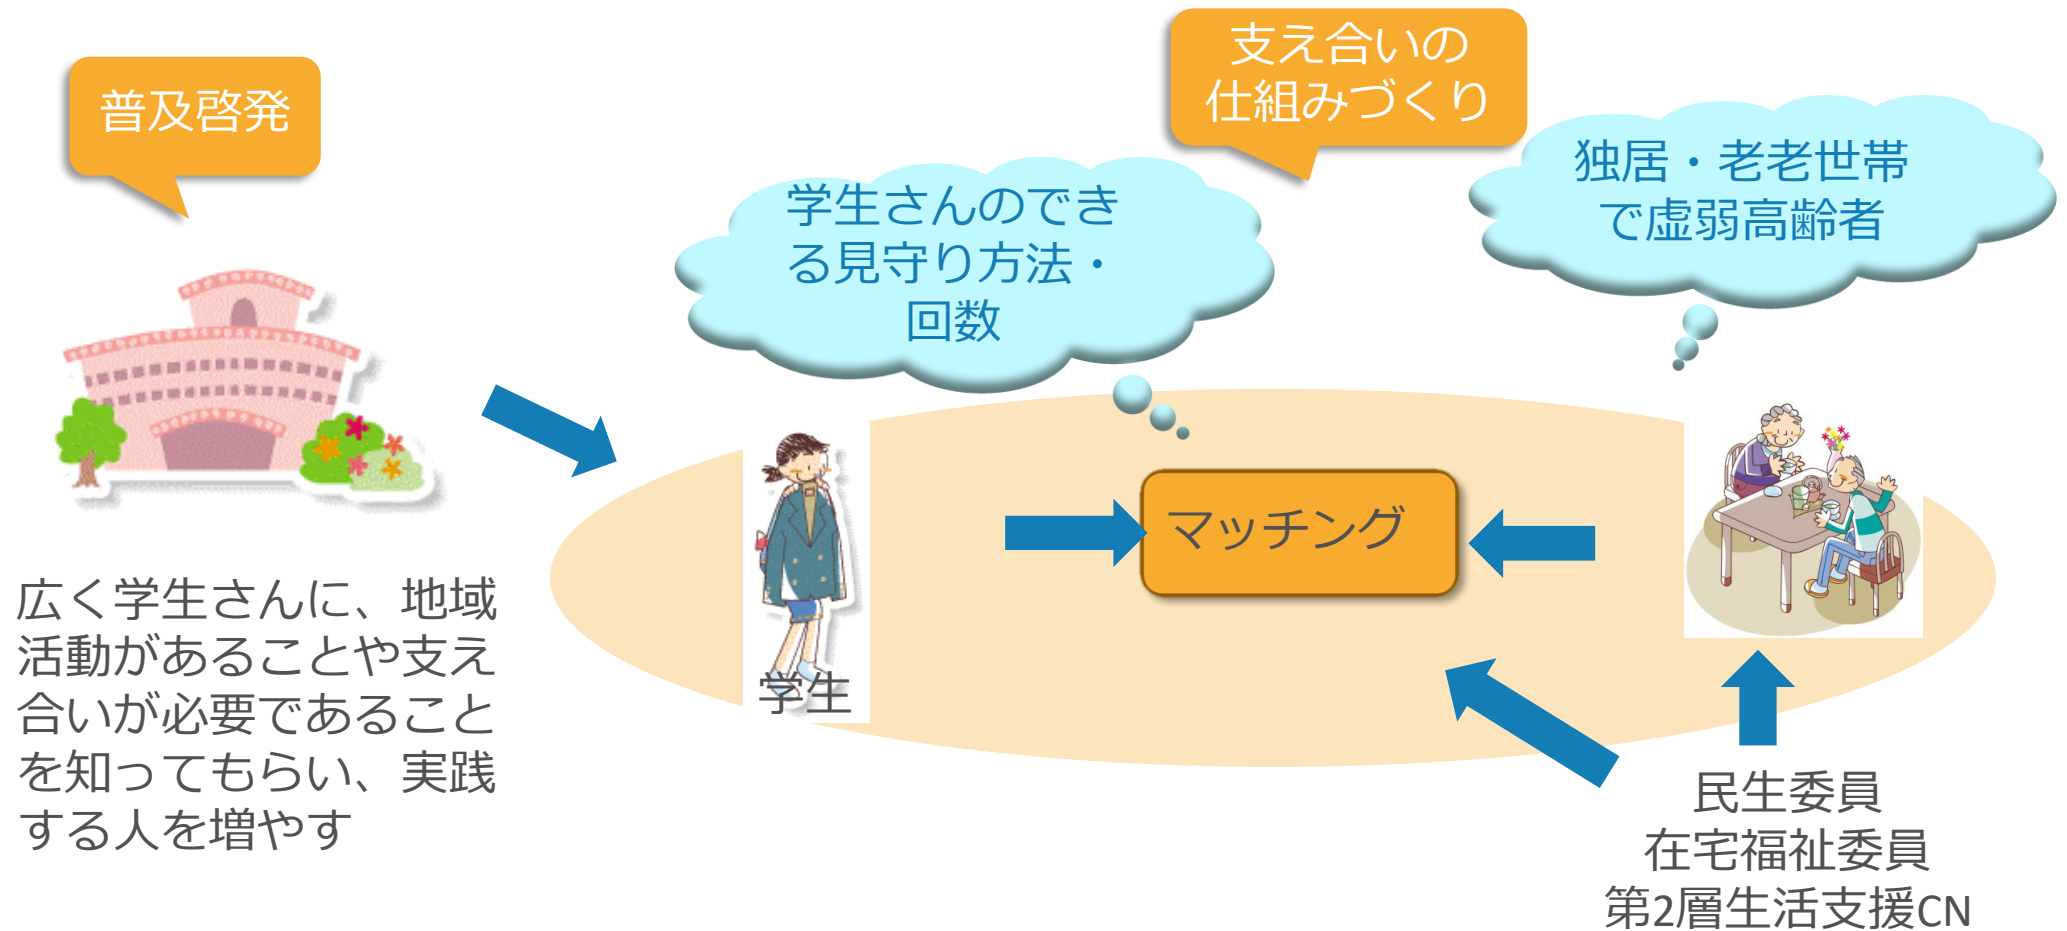 普及啓発
支え合いの
仕組みづくり
学生さんのでき
る見守り方法・
回数
独居・老老世帯
で虚弱高齢者
マッチング
学生
広く学生さんに、地域
活動があることや支え
合いが必要であること
を知ってもらい、実践
する人を増やす
民生委員
在宅福祉委員
第2層生活支援CN